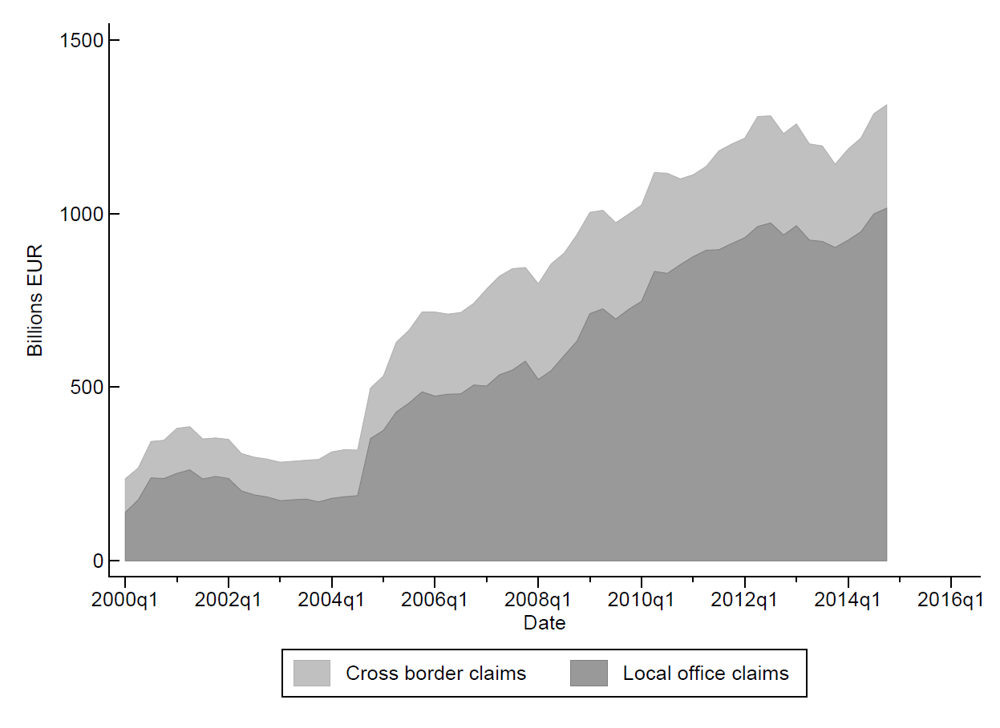 1500
1000
500
0
Billions EUR
2000q1 2002q1 2004q1 2006q1 2008q1 2010q1 2012q1 2014q1 2016q1
Date
Cross border claims Local office claims